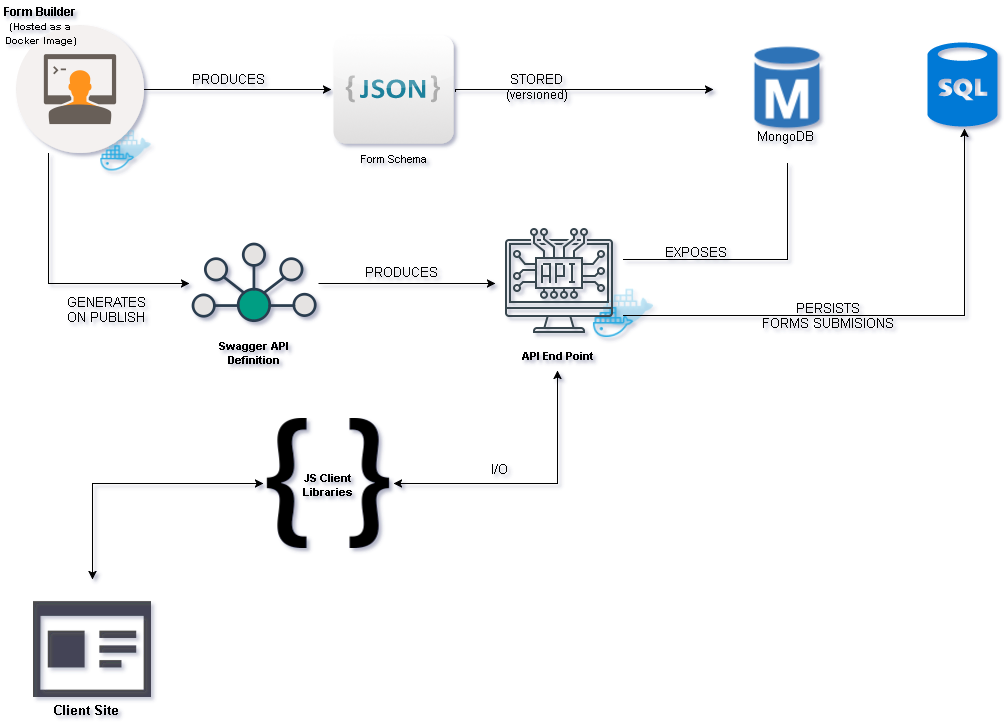 Form Builder
(Hosted as a
Docker Image)
>-
PRODUCES
{JSON}
Form Schema
STORED
(versioned)
M
MongoDB
SQL
GENERATES
ON PUBLISH
Swagger API
Definition
PRODUCES
API
API End Point
EXPOSES
PERSISTS
FORMS SUBMISIONS
I/O
{ }
JS Client
Libraries
Client Site